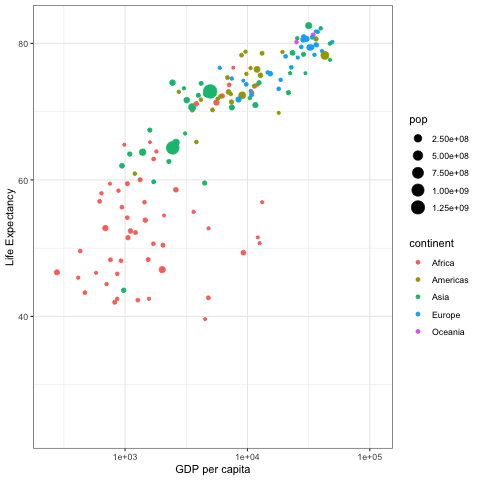 80
60
40
Life Expectancy
1e+03 1e+04 1e+05
GDP per capita
pop
2.50e+08
5.00e+08
7.50e+08
1.00e+09
1.25e+09
continent
Africa
Americas
Asia
Europe
Oceania